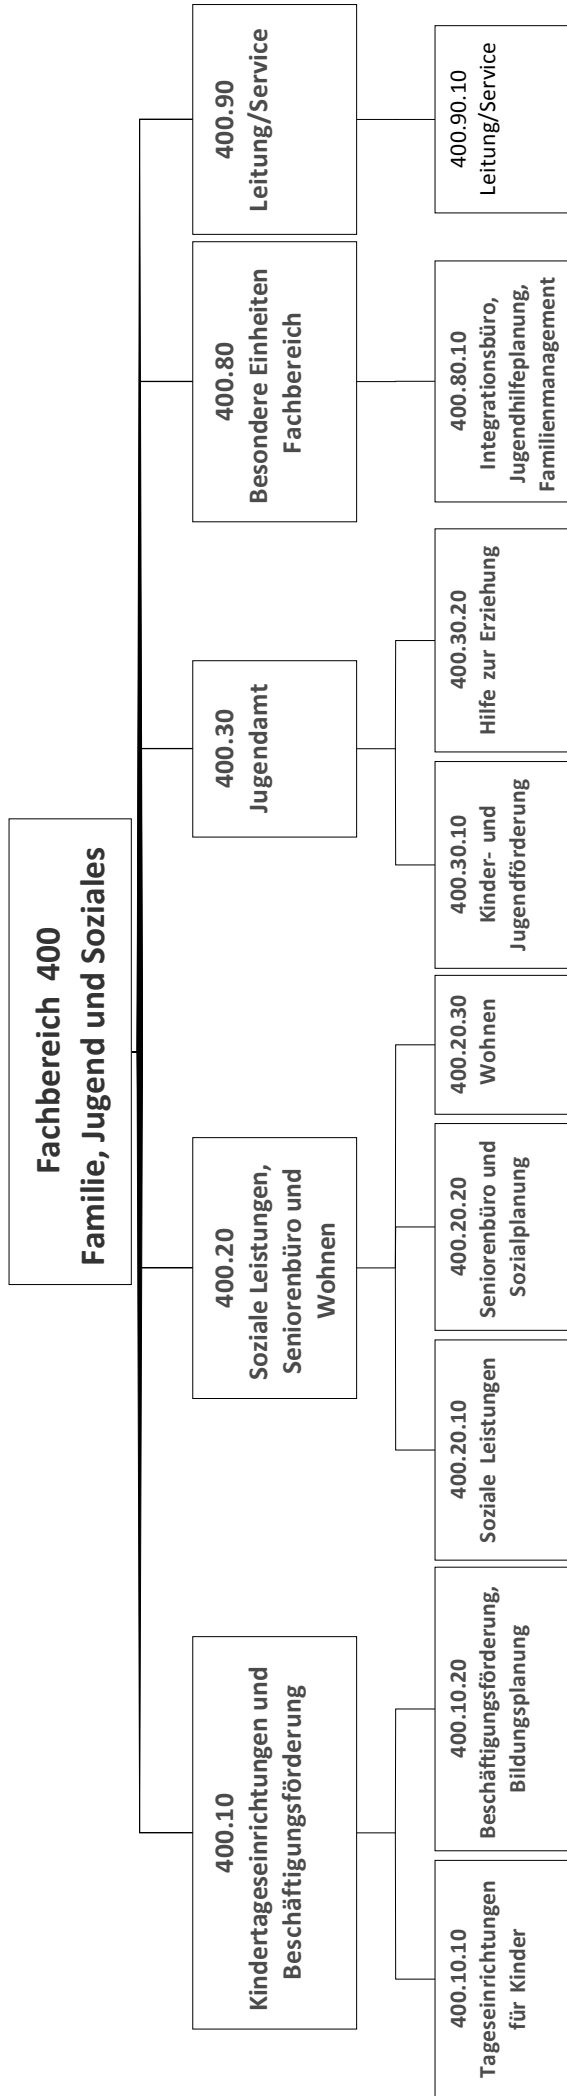 Fachbereich 400
Familie, Jugend und Soziales
400.10
Kindertageseinrichtungen und
Beschäftigungsförderung
400.20
Soziale Leistungen,
Seniorenbüro und
Wohnen
400.30
Jugendamt
400.80
Besondere Einheiten
Fachbereich
400.90
Leitung/Service
400.10.10
Tageseinrichtungen
für Kinder
400.10.20
Beschäftigungsförderung,
Bildungsplanung
400.20.10
Soziale Leistungen
400.20.20
Seniorenbüro und
Sozialplanung
400.20.30
Wohnen
400.30.10
Kinder- und
Jugendförderung
400.30.20
Hilfe zur Erziehung
400.80.10
Integrationsbüro,
Jugendhilfeplanung,
Familienmanagement
400.90.10
Leitung/Service